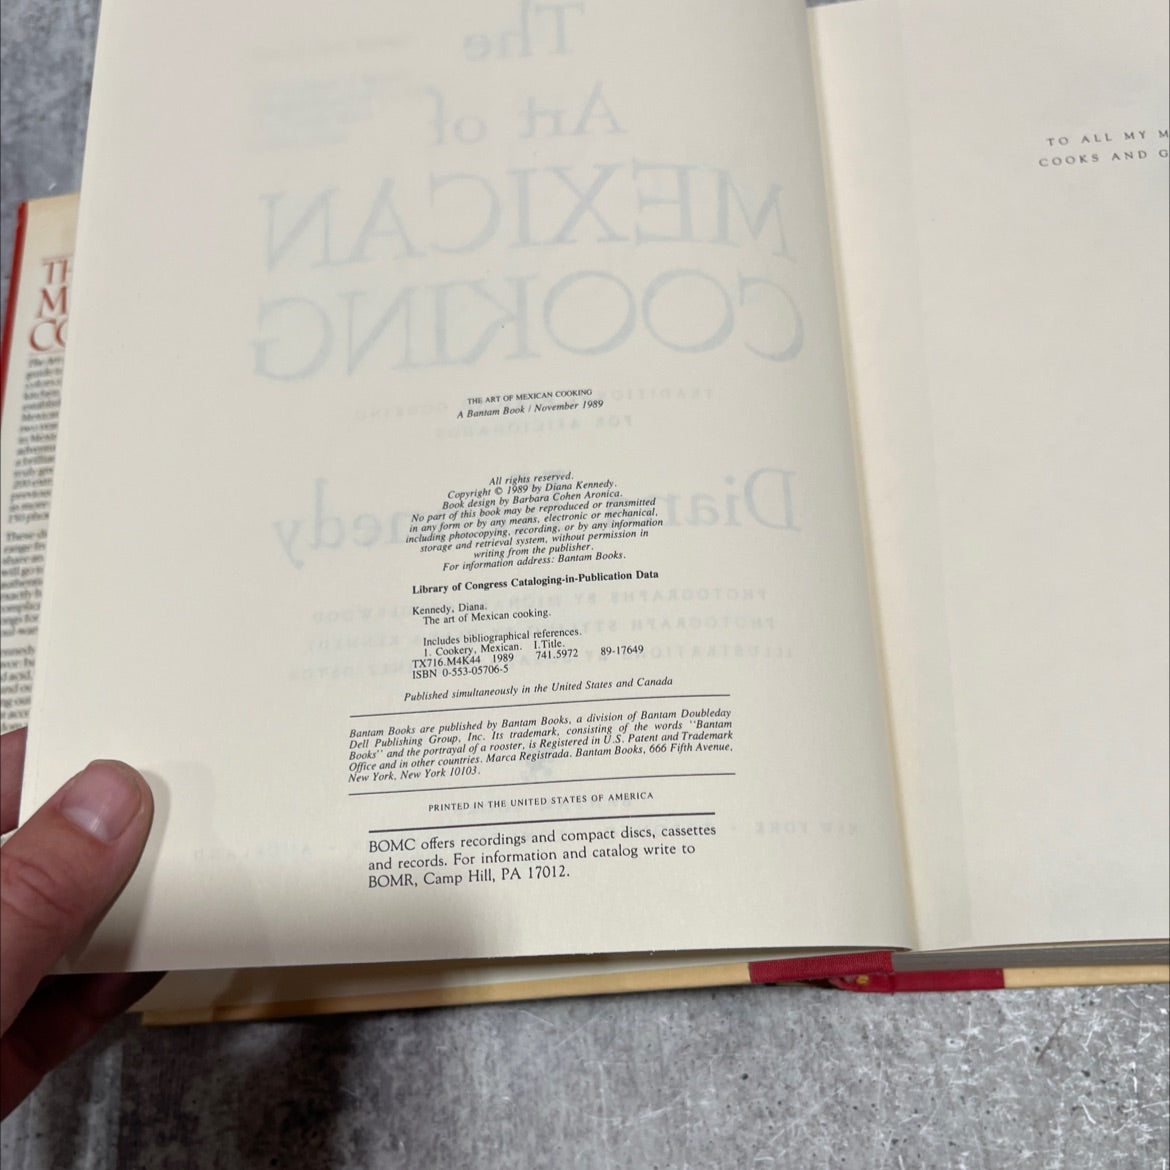 THE ART OF MEXICAN COOKING
A Bantam Book / November 1989
All rights reserved.
Copyright © 1989 by Diana Kennedy.
Book design by Barbara Cohen Aronica.
No part of this book may be reproduced or transmitted
in any form or by any means, electronic or mechanical,
including photocopying, recording, or by any information
storage and retrieval system, without permission in
writing from the publisher.
For information address: Bantam Books.
Library of Congress Cataloging-in-Publication Data
Kennedy, Diana.
The art of Mexican cooking.
Includes bibliographical references.
1. Cookery, Mexican. I.Title.
TX716.M4K44 1989 741.5972 89-17649
ISBN 0-553-05706-5
Published simultaneously in the United States and Canada
Bantam Books are published by Bantam Books, a division of Bantam Doubleday
Dell Publishing Group, Inc. Its trademark, consisting of the words "Bantam
Books" and the portrayal of a rooster, is Registered in U.S. Patent and Trademark
Office and in other countries. Marca Registrada. Bantam Books, 666 Fifth Avenue,
New York, New York 10103.
PRINTED IN THE UNITED STATES OF AMERICA
BOMC offers recordings and compact discs, cassettes
and records. For information and catalog write to
BOMR, Camp Hill, PA 17012.
TO ALL MY M
COOKS AND G
The
Art of
MEXICAN
COOKING
TH
M
CO